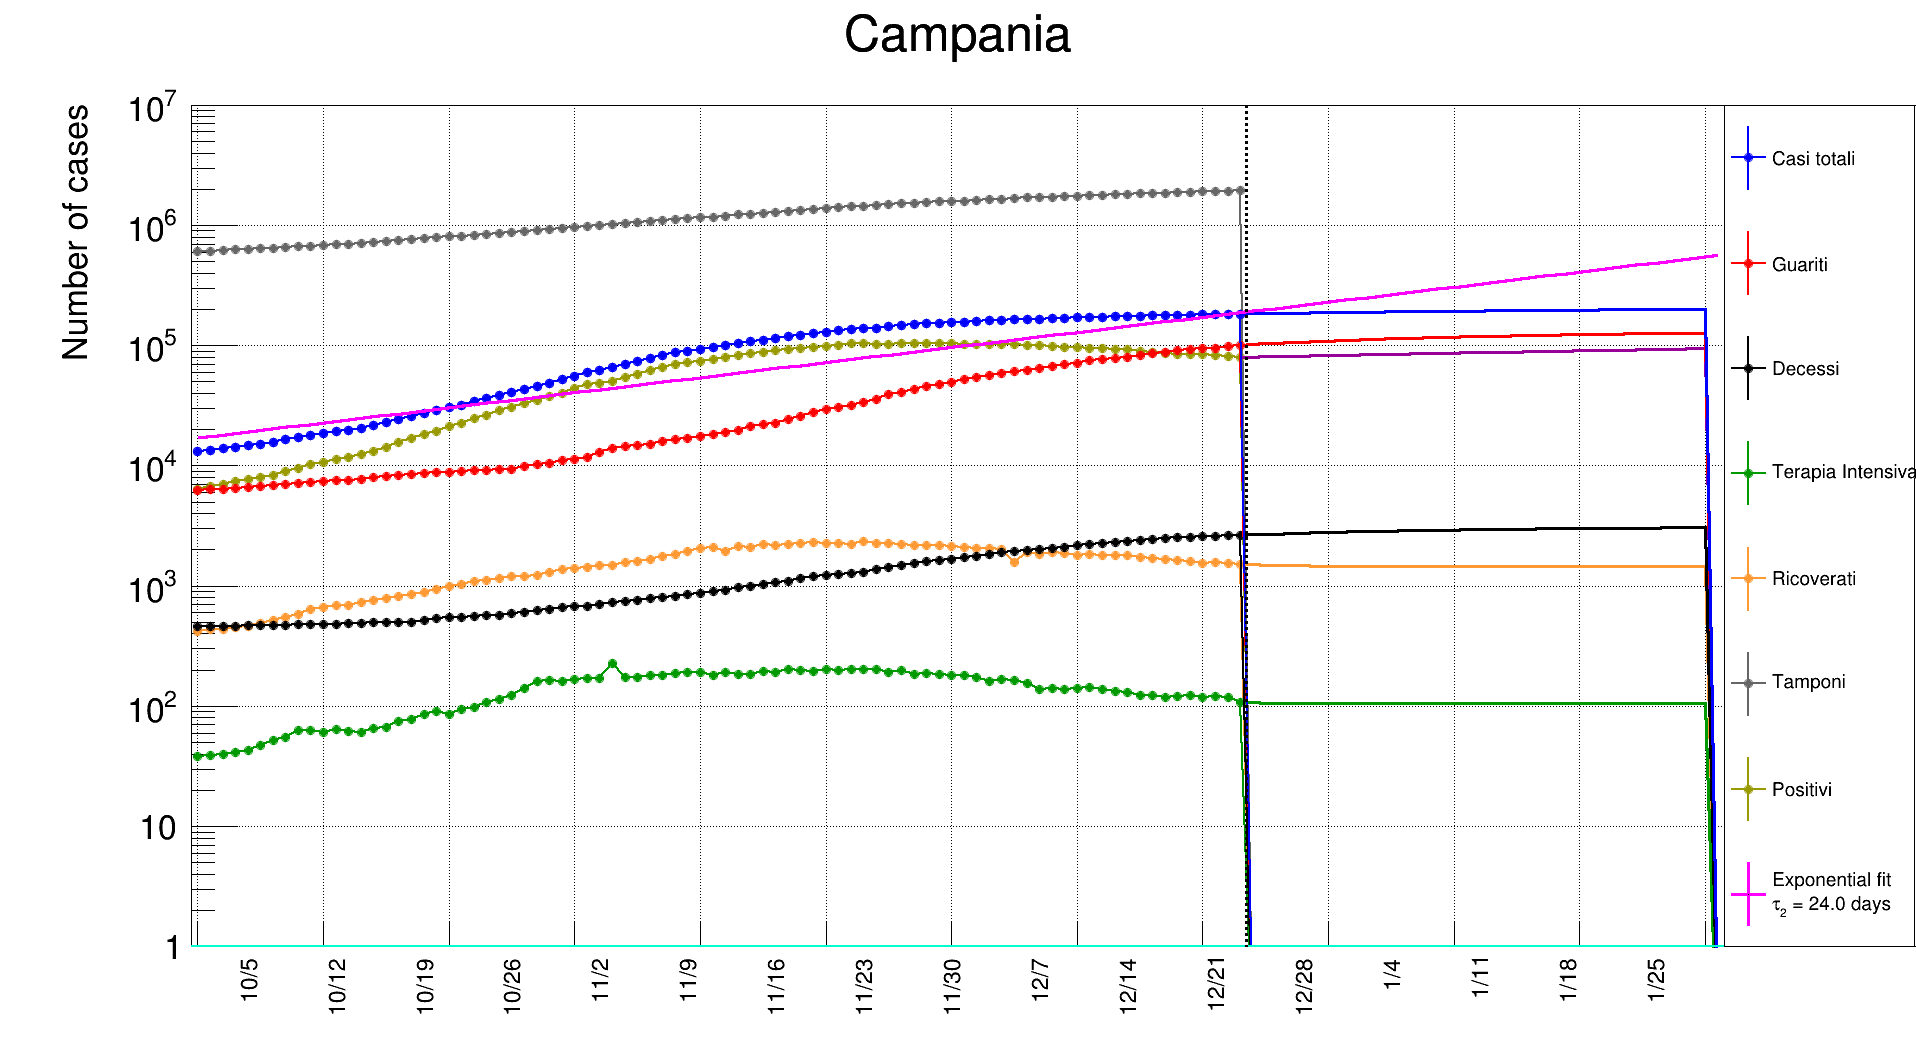 Campania
Number of cases
10^7
10^6
10^5
10^4
10^3
10^2
10
1
10/5
10/12
10/19
10/26
11/2
11/9
11/16
11/23
11/30
12/7
12/14
12/21
12/28
1/4
1/11
1/18
1/25
Casi totali
Guariti
Decessi
Terapia Intensiva
Ricoverati
Tamponi
Positivi
Exponential fit
τ₂ = 24.0 days